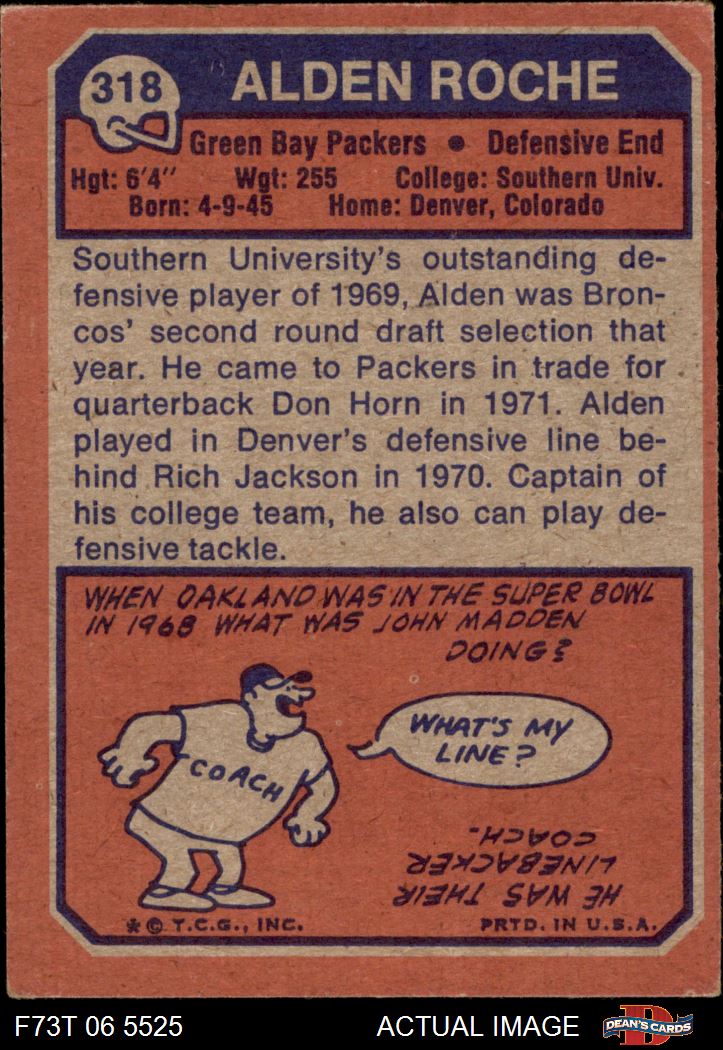 318
ALDEN ROCHE
Green Bay Packers • Defensive End
Hgt: 6'4" Wgt: 255 College: Southern Univ.
Born: 4-9-45 Home: Denver, Colorado
Southern University's outstanding de-
fensive player of 1969, Alden was Bron-
cos' second round draft selection that
year. He came to Packers in trade for
quarterback Don Horn in 1971. Alden
played in Denver's defensive line be-
hind Rich Jackson in 1970. Captain of
his college team, he also can play de-
fensive tackle.
WHEN OAKLAND WAS IN THE SUPER BOWL
IN 1968 WHAT WAS JOHN MADDEN
DOING?
WHAT'S MY
LINE?
COACH
HE WAS THEIR
LINEBACKER
COACH.
* © T.C.G., INC. PRTD. IN U.S.A.
F73T 06 5525 ACTUAL IMAGE
DEAN'S CARDS